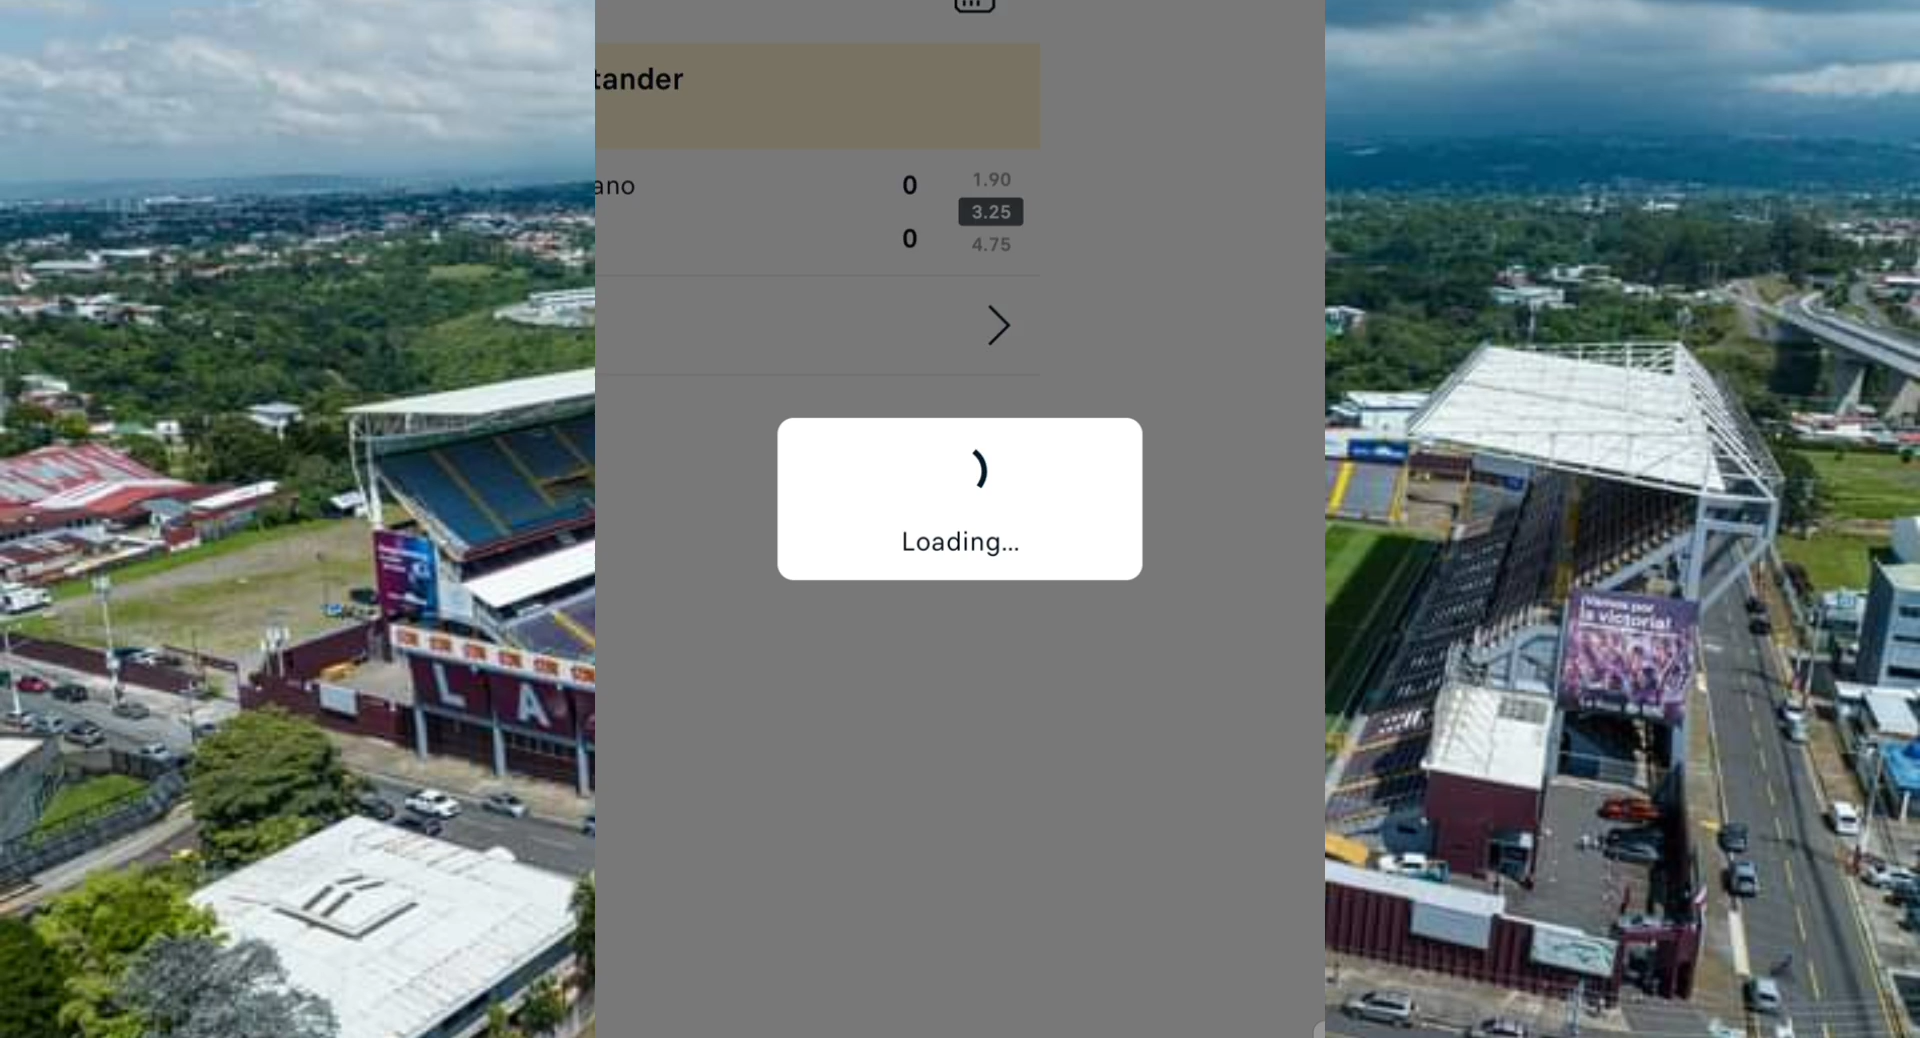 tander
ano
0
1.90
3.25
0
4.75
Loading...
L A
Vamos por
la victoria!